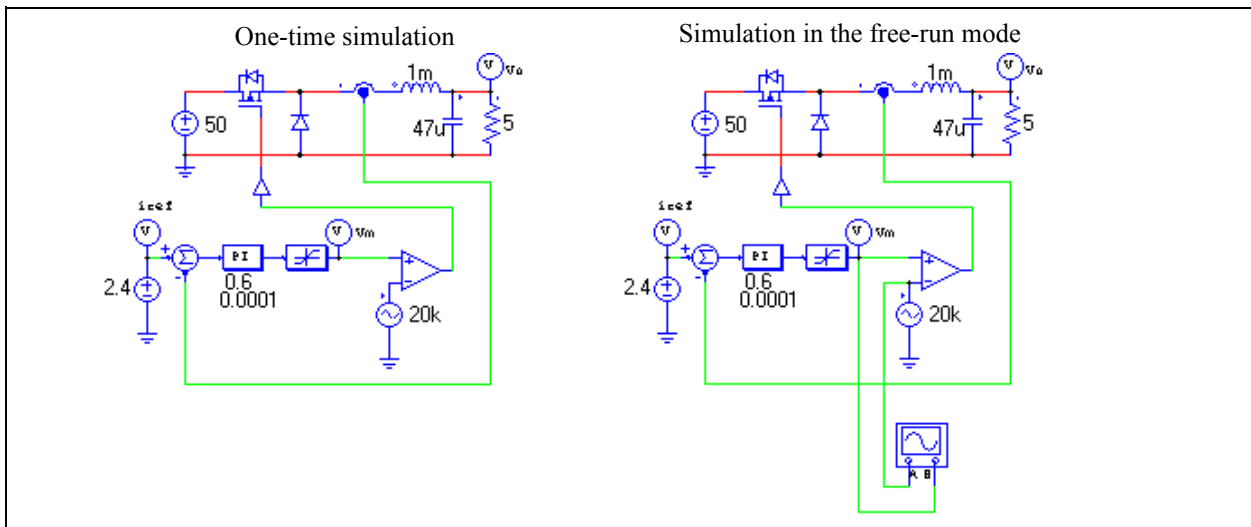 One-time simulation
1m
V
Vo
50
47u
5
iref
V
V
Vm
PI
2.4
0.6
0.0001
20k
Simulation in the free-run mode
1m
V
Vo
50
47u
5
iref
V
V
Vm
PI
2.4
0.6
0.0001
20k
A B